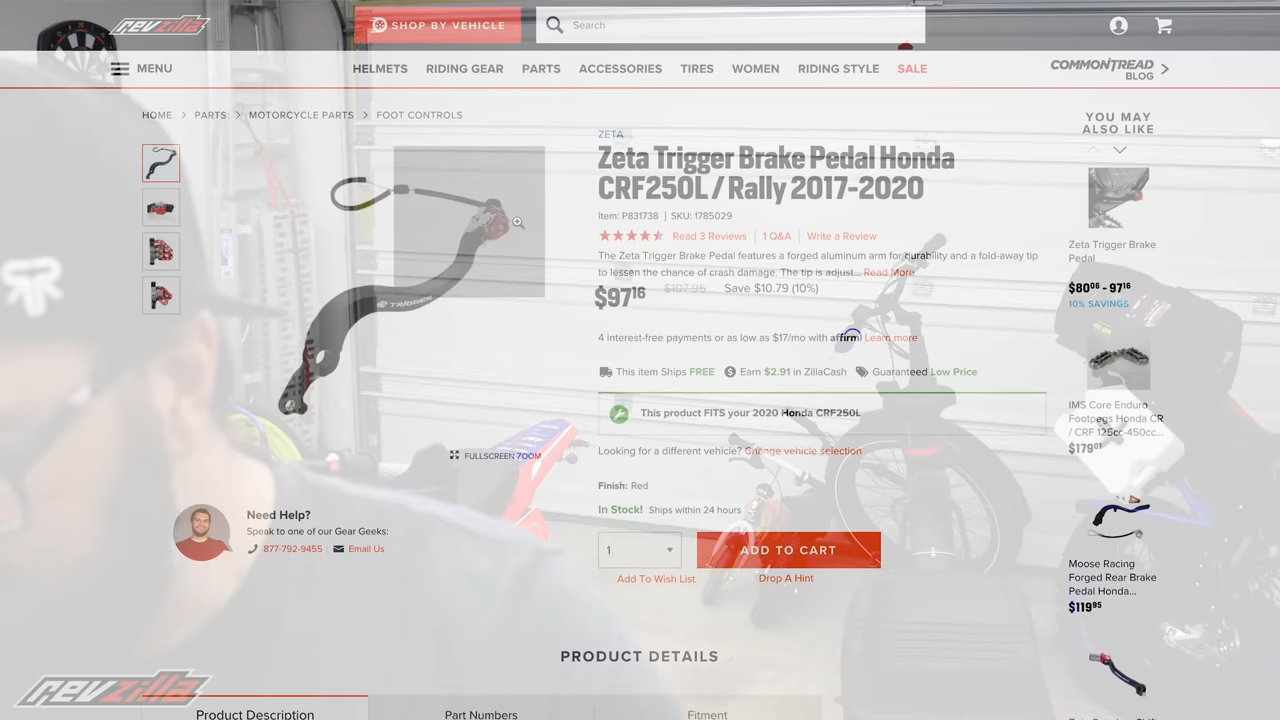 revzilla
SHOP BY VEHICLE
Search
MENU
HELMETS
RIDING GEAR
PARTS
ACCESSORIES
TIRES
WOMEN
RIDING STYLE
SALE
COMMONTREAD
BLOG
HOME > PARTS > MOTORCYCLE PARTS > FOOT CONTROLS
TRIGGER
FULLSCREEN ZOOM
Need Help?
Speak to one of our Gear Geeks:
877-792-9455 | Email Us
ZETA
Zeta Trigger Brake Pedal Honda
CRF250L / Rally 2017-2020
Item: P831738 | SKU: 1785029
Read 3 Reviews | 1 Q&A | Write a Review
The Zeta Trigger Brake Pedal features a forged aluminum arm for durability and a fold-away tip
to lessen the chance of crash damage. The tip is adjust... Read More
$97.16 $107.95 Save $10.79 (10%)
4 interest-free payments or as low as $17/mo with affirm Learn more
This item Ships FREE Earn $2.91 in ZillaCash Guaranteed Low Price
This product FITS your 2020 Honda CRF250L
Looking for a different vehicle? Change vehicle selection
Finish: Red
In Stock! Ships within 24 hours
1
ADD TO CART
Add To Wish List
Drop A Hint
YOU MAY
ALSO LIKE
Zeta Trigger Brake
Pedal
$80.06 - 97.16
10% SAVINGS
IMS Core Enduro
Footpegs Honda CR
/ CRF 125cc-450cc...
$179.01
Moose Racing
Forged Rear Brake
Pedal Honda...
$119.95
PRODUCT DETAILS
revzilla
Product Description
Part Numbers
Fitment